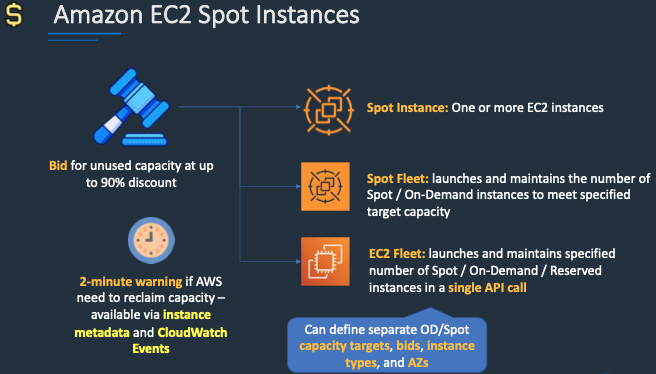 Amazon EC2 Spot Instances
Bid for unused capacity at up
to 90% discount
2-minute warning if AWS
need to reclaim capacity –
available via instance
metadata and CloudWatch
Events
Spot Instance: One or more EC2 instances
Spot Fleet: launches and maintains the number of
Spot / On-Demand instances to meet specified
target capacity
EC2 Fleet: launches and maintains specified
number of Spot / On-Demand / Reserved
instances in a single API call
Can define separate OD/Spot
capacity targets, bids, instance
types, and AZs